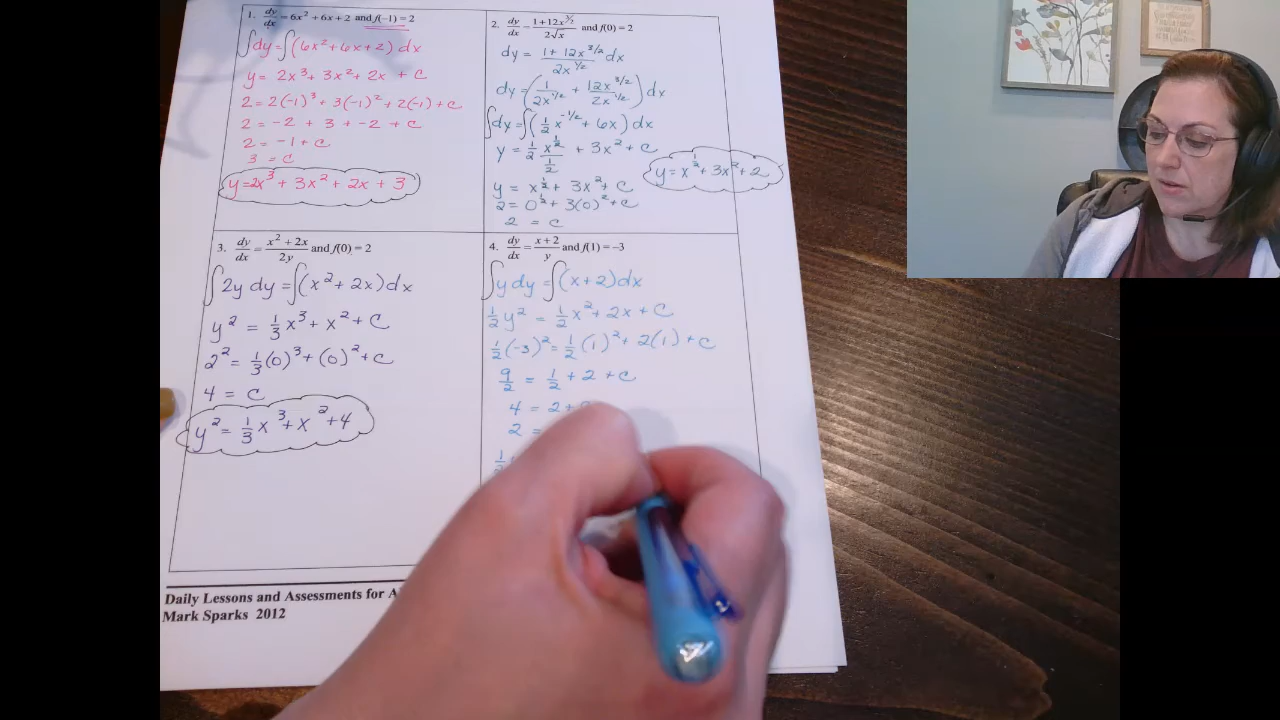 1. dy/dx = 6x² + 6x + 2 and f(−1) = 2
∫dy = ∫(6x² + 6x + 2) dx
y = 2x³ + 3x² + 2x + C
2 = 2(-1)³ + 3(-1)² + 2(-1) + C
2 = -2 + 3 + -2 + C
2 = -1 + C
3 = C
y = 2x³ + 3x² + 2x + 3
2. dy/dx = (1+12x^(3/2))/(2√x) and f(0) = 2
dy = (1 + 12x^(3/2))/(2x^(1/2)) dx
dy = (1/(2x^(1/2)) + 12x^(3/2)/(2x^(1/2))) dx
∫dy = ∫(1/2 x^(-1/2) + 6x) dx
y = 1/2 x^(1/2)/(1/2) + 3x² + C
y = x^(1/2) + 3x² + C
2 = 0^(1/2) + 3(0)² + C
2 = C
y = x^(1/2) + 3x² + 2
3. dy/dx = (x² + 2x)/(2y) and f(0) = 2
∫2y dy = ∫(x² + 2x) dx
y² = 1/3 x³ + x² + C
2² = 1/3 (0)³ + (0)² + C
4 = C
y² = 1/3 x³ + x² + 4
4. dy/dx = (x+2)/y and f(1) = −3
∫y dy = ∫(x + 2) dx
1/2 y² = 1/2 x² + 2x + C
1/2 (-3)² = 1/2 (1)² + 2(1) + C
9/2 = 1/2 + 2 + C
4 = 2 +
2 =
Daily Lessons and Assessments for A
Mark Sparks 2012